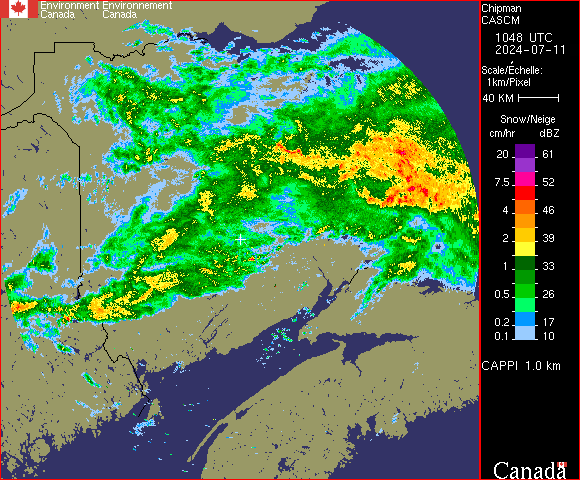 Environment Environnement
Canada Canada
Chipman
CASCM
1048 UTC
2024-07-11
Scale/Échelle:
1km/Pixel
40 KM
Snow/Neige
cm/hr dBZ
20 61
7.5 52
5 46
4 42
2 39
1 33
0.5 26
0.2 17
0.1 10
CAPPI 1.0 km
Canada